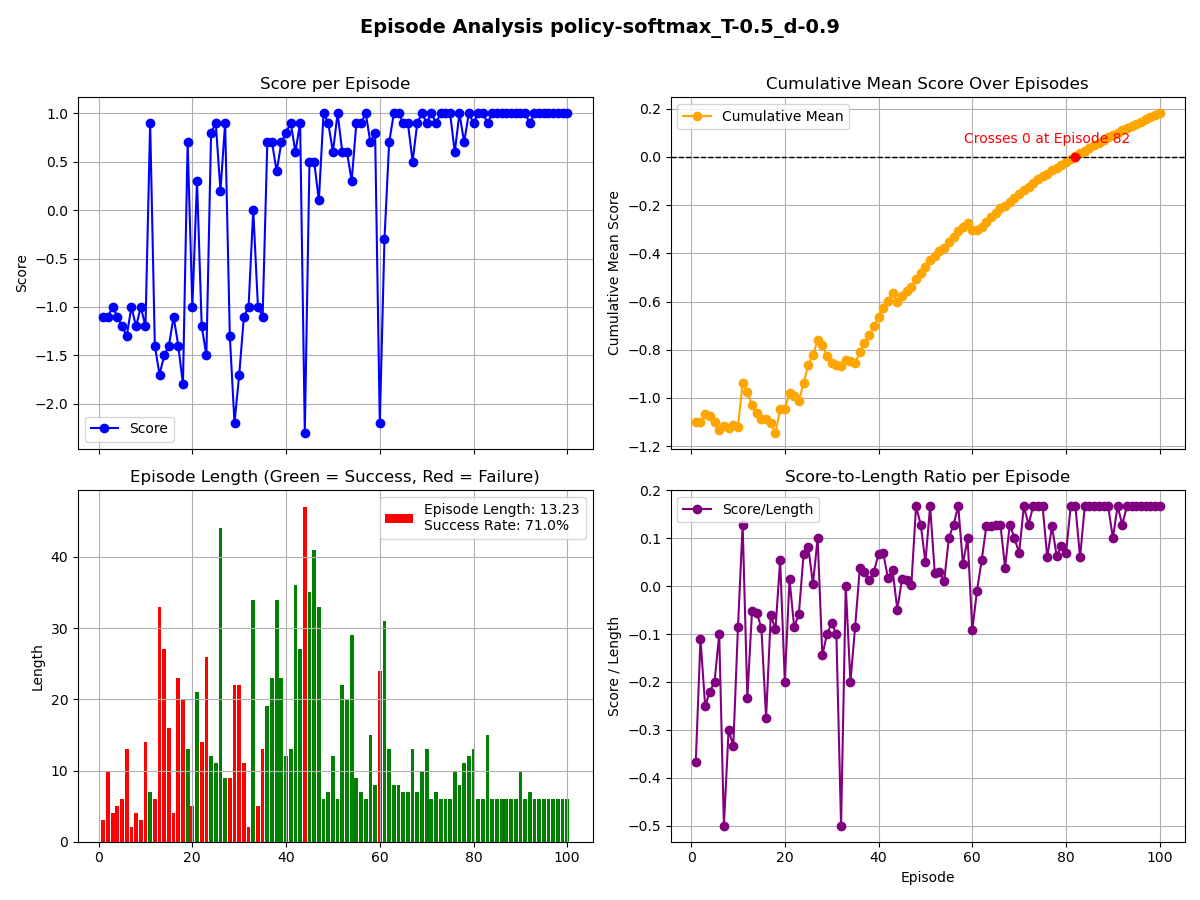 Episode Analysis policy-softmax_T-0.5_d-0.9
Score per Episode
1.0
0.5
0.0
−0.5
−1.0
−1.5
−2.0
Score
Score
Cumulative Mean Score Over Episodes
0.2
0.0
−0.2
−0.4
−0.6
−0.8
−1.0
−1.2
Cumulative Mean Score
Cumulative Mean
Crosses 0 at Episode 82
Episode Length (Green = Success, Red = Failure)
Episode Length: 13.23
Success Rate: 71.0%
40
30
20
10
0
Length
0 20 40 60 80 100
Score-to-Length Ratio per Episode
Score/Length
0.2
0.1
0.0
−0.1
−0.2
−0.3
−0.4
−0.5
Score / Length
0 20 40 60 80 100
Episode